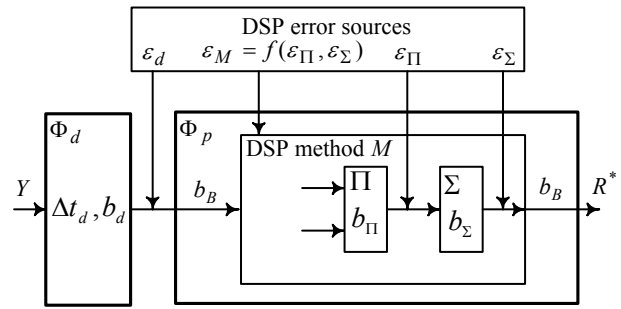 DSP error sources
ε_d ε_M = f(ε_Π, ε_Σ) ε_Π ε_Σ
Φ_d Φ_p
DSP method M
Y Δt_d, b_d b_B Π b_Π Σ b_Σ b_B R*